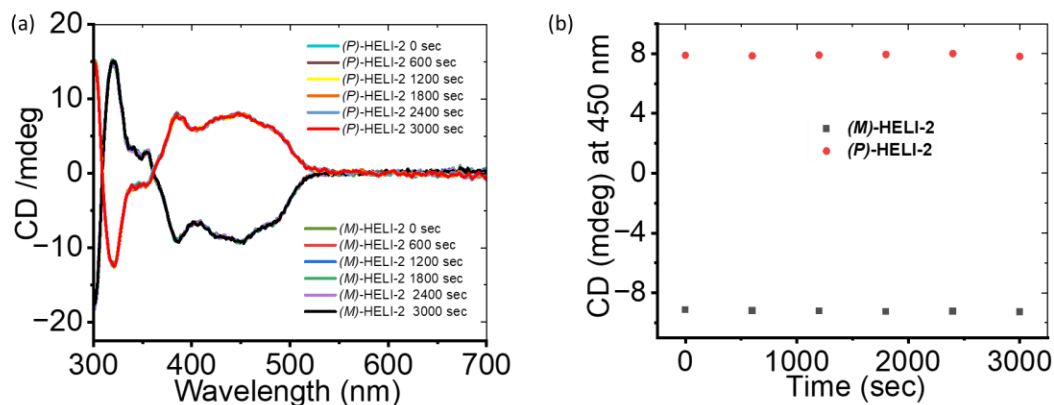 (a)
20
10
0
−10
−20
CD /mdeg
(P)-HELI-2 0 sec
(P)-HELI-2 600 sec
(P)-HELI-2 1200 sec
(P)-HELI-2 1800 sec
(P)-HELI-2 2400 sec
(P)-HELI-2 3000 sec
(M)-HELI-2 0 sec
(M)-HELI-2 600 sec
(M)-HELI-2 1200 sec
(M)-HELI-2 1800 sec
(M)-HELI-2 2400 sec
(M)-HELI-2 3000 sec
300 400 500 600 700
Wavelength (nm)
(b)
CD (mdeg) at 450 nm
8
4
0
−4
−8
(M)-HELI-2
(P)-HELI-2
0 1000 2000 3000
Time (sec)